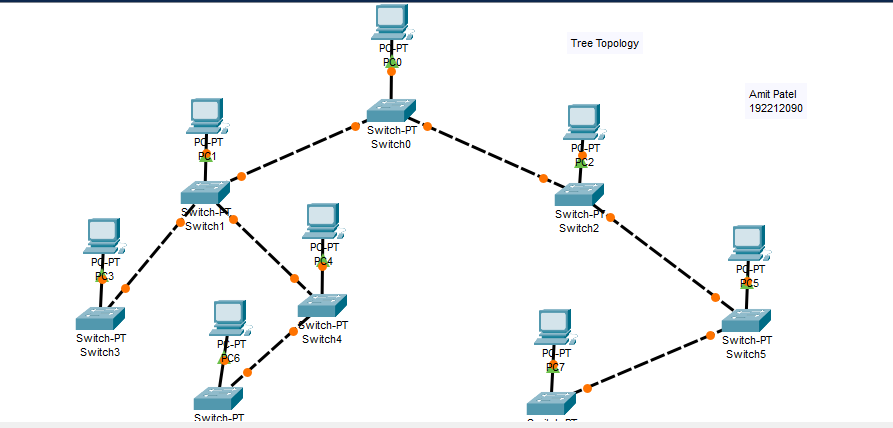 PC-PT
PC0
Tree Topology
Amit Patel
192212090
Switch-PT
Switch0
PC-PT
PC1
PC-PT
PC2
Switch-PT
Switch1
Switch-PT
Switch2
PC-PT
PC3
PC-PT
PC4
PC-PT
PC5
Switch-PT
Switch3
Switch-PT
Switch4
Switch-PT
Switch5
PC-PT
PC6
PC-PT
PC7
Switch-PT
Switch-PT